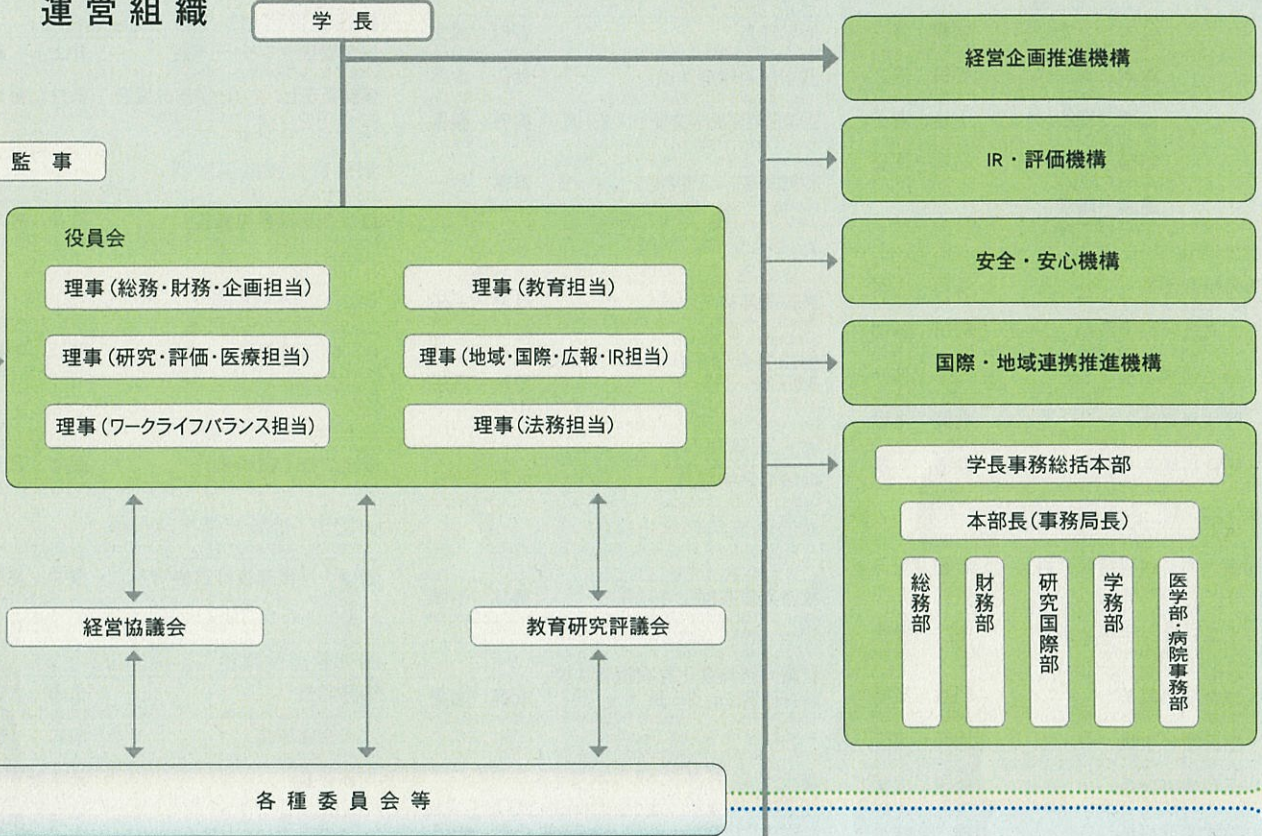 運営組織
学長
監事
役員会
理事(総務・財務・企画担当)
理事(教育担当)
理事(研究・評価・医療担当)
理事(地域・国際・広報・IR担当)
理事(ワークライフバランス担当)
理事(法務担当)
経営協議会
教育研究評議会
各種委員会等
経営企画推進機構
IR・評価機構
安全・安心機構
国際・地域連携推進機構
学長事務総括本部
本部長(事務局長)
総務部
財務部
研究国際部
学務部
医学部・病院事務部